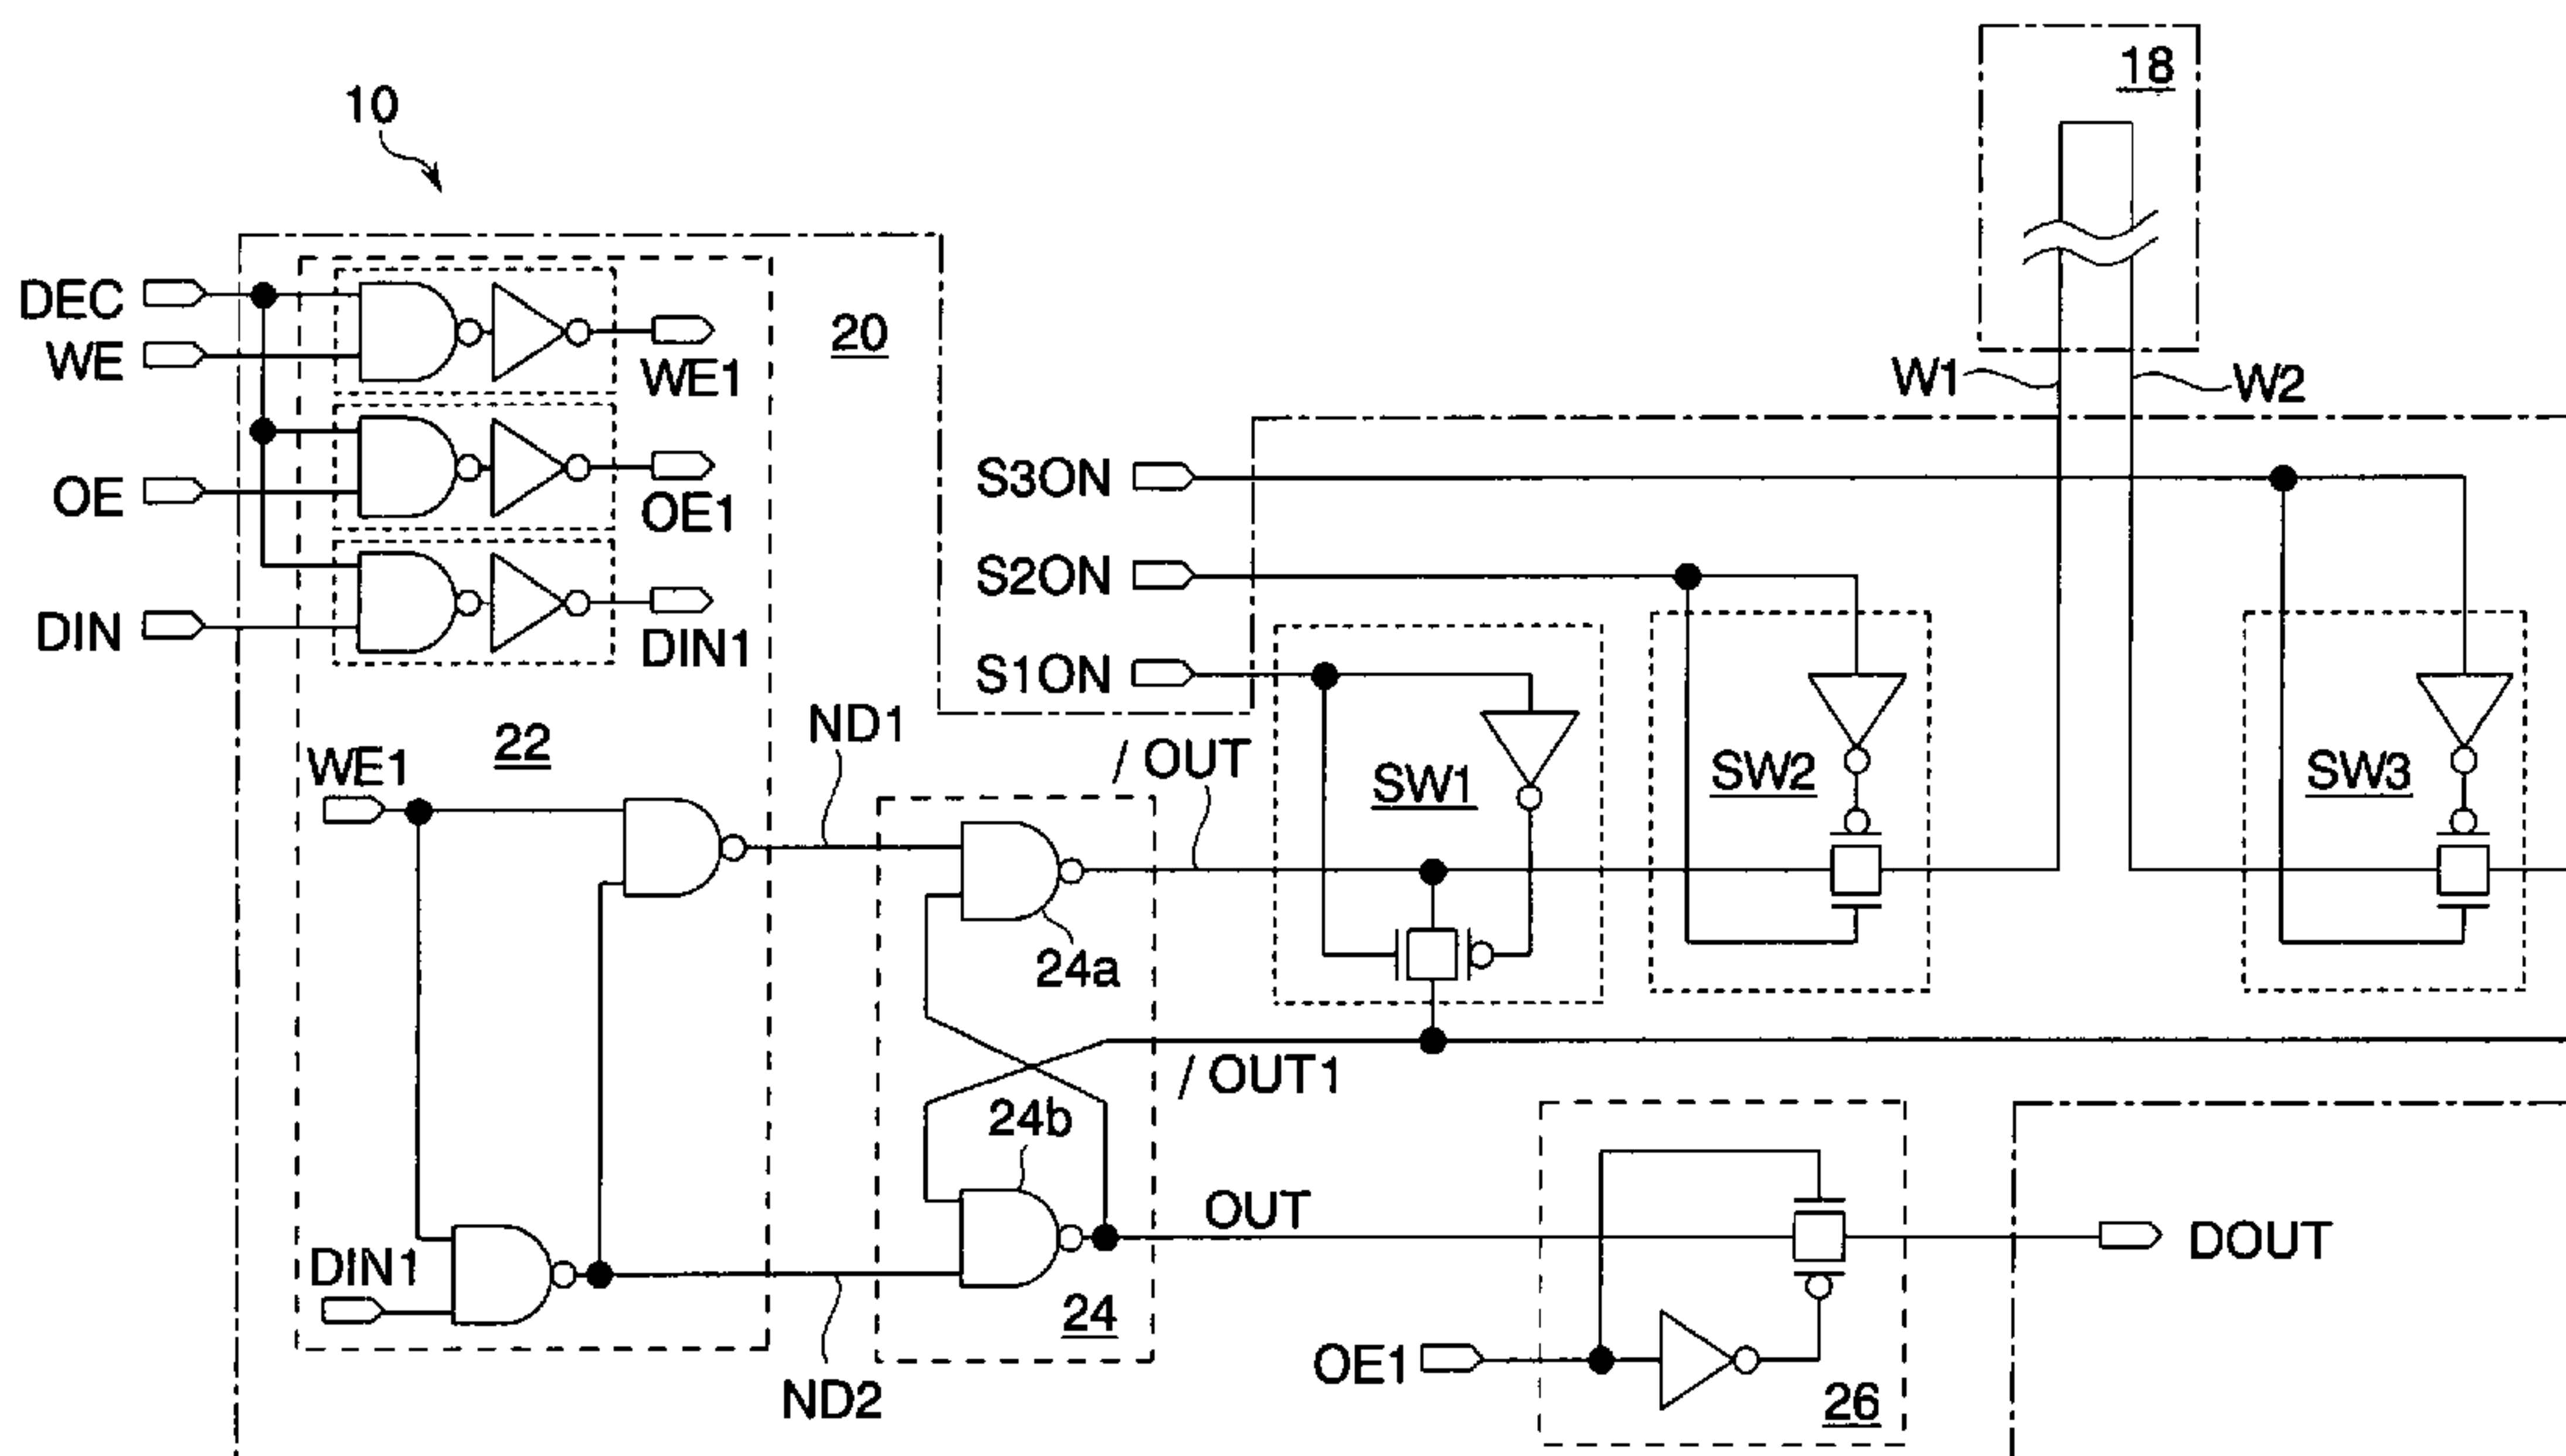 18
10
DEC
20
WE
WE1
W1
W2
S3ON
OE
OE1
S2ON
DIN
DIN1
S1ON
ND1
22
/ OUT
WE1
SW1
SW2
SW3
24a
/ OUT1
24b
OUT
DOUT
DIN1
24
OE1
ND2
26